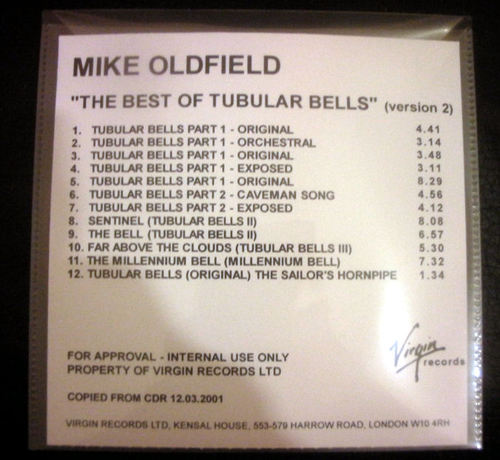 MIKE OLDFIELD
"THE BEST OF TUBULAR BELLS" (version 2)
1. TUBULAR BELLS PART 1 - ORIGINAL 4.41
2. TUBULAR BELLS PART 1 - ORCHESTRAL 3.14
3. TUBULAR BELLS PART 1 - ORIGINAL 3.48
4. TUBULAR BELLS PART 1 - EXPOSED 3.11
5. TUBULAR BELLS PART 1 - ORIGINAL 8.29
6. TUBULAR BELLS PART 2 - CAVEMAN SONG 4.56
7. TUBULAR BELLS PART 2 - EXPOSED 4.12
8. SENTINEL (TUBULAR BELLS II) 8.08
9. THE BELL (TUBULAR BELLS II) 6.57
10. FAR ABOVE THE CLOUDS (TUBULAR BELLS III) 5.30
11. THE MILLENNIUM BELL (MILLENNIUM BELL) 7.32
12. TUBULAR BELLS (ORIGINAL) THE SAILOR'S HORNPIPE 1.34
FOR APPROVAL - INTERNAL USE ONLY
PROPERTY OF VIRGIN RECORDS LTD
Virgin records
COPIED FROM CDR 12.03.2001
VIRGIN RECORDS LTD, KENSAL HOUSE, 553-579 HARROW ROAD, LONDON W10 4RH